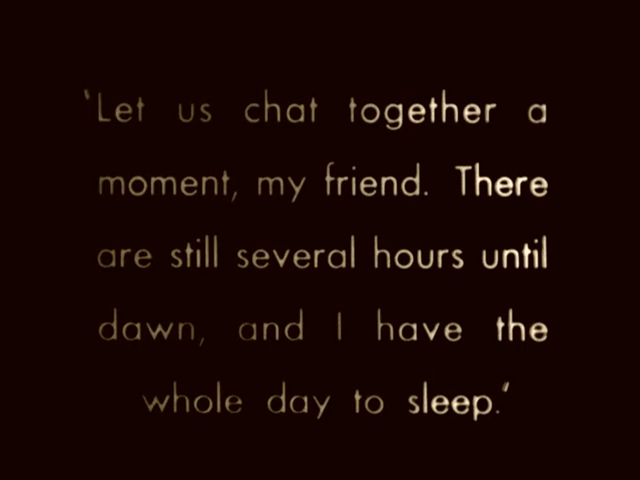 'Let us chat together a
moment, my friend. There
are still several hours until
dawn, and I have the
whole day to sleep.'